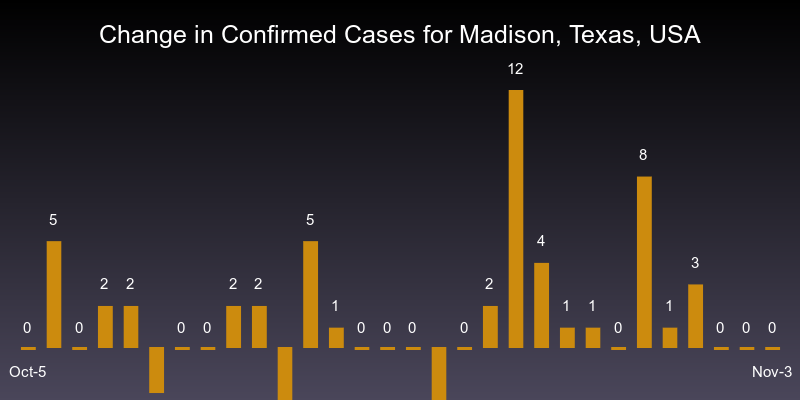 Change in Confirmed Cases for Madison, Texas, USA
12
8
5 5
4
3
2 2 2 2 2
1 1 1 1
0 0 0 0 0 0 0 0 0 0 0 0
Oct-5 Nov-3